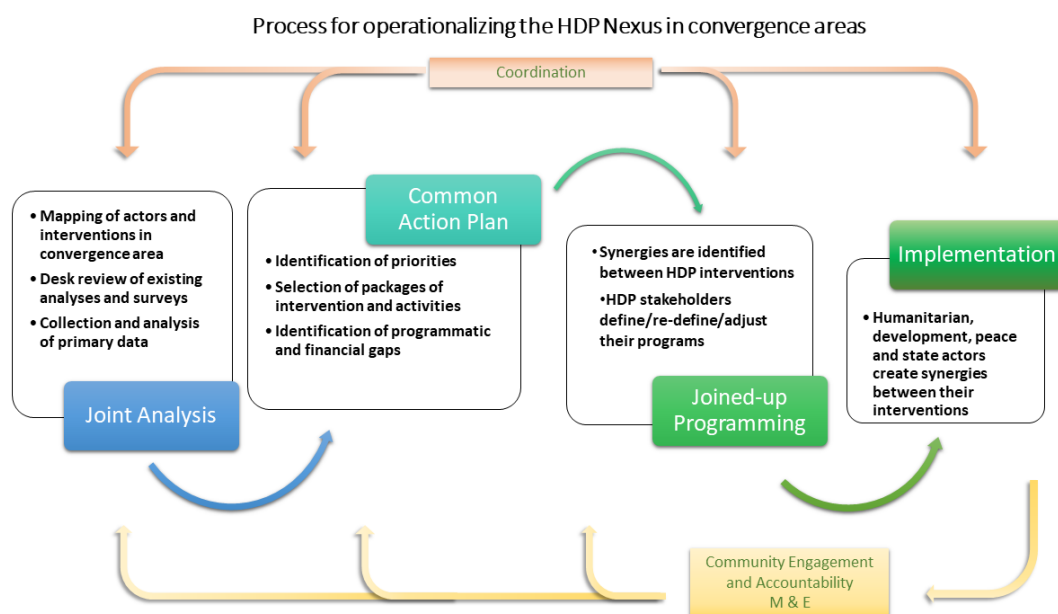 Process for operationalizing the HDP Nexus in convergence areas
Coordination
• Mapping of actors and
interventions in
convergence area
• Desk review of existing
analyses and surveys
• Collection and analysis
of primary data
Joint Analysis
Common
Action Plan
• Identification of priorities
• Selection of packages of
intervention and activities
• Identification of programmatic
and financial gaps
• Synergies are identified
between HDP interventions
• HDP stakeholders
define/re-define/adjust
their programs
Joined-up
Programming
Implementation
• Humanitarian,
development, peace
and state actors
create synergies
between their
interventions
Community Engagement
and Accountability
M & E